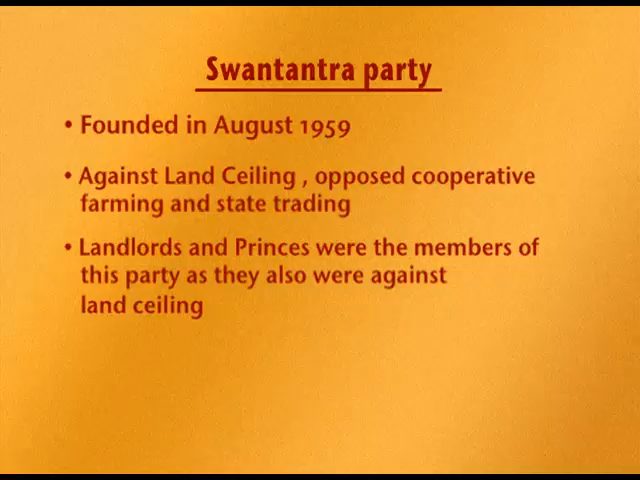 Swantantra party
• Founded in August 1959
• Against Land Ceiling , opposed cooperative
farming and state trading
• Landlords and Princes were the members of
this party as they also were against
land ceiling